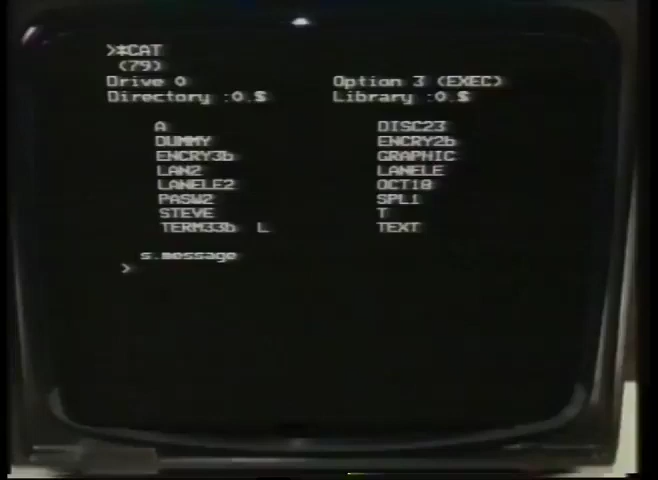 >*CAT
(79)
Drive 0 Option 3 (EXEC)
Directory :0.$ Library :0.$
A DISC23
DUMMY ENCRY2b
ENCRY3b GRAPHIC
LAN2 LANELE
LANELE2 OCT18
PASW2 SPL1
STEVE T
TERM33b L TEXT
s.message
>